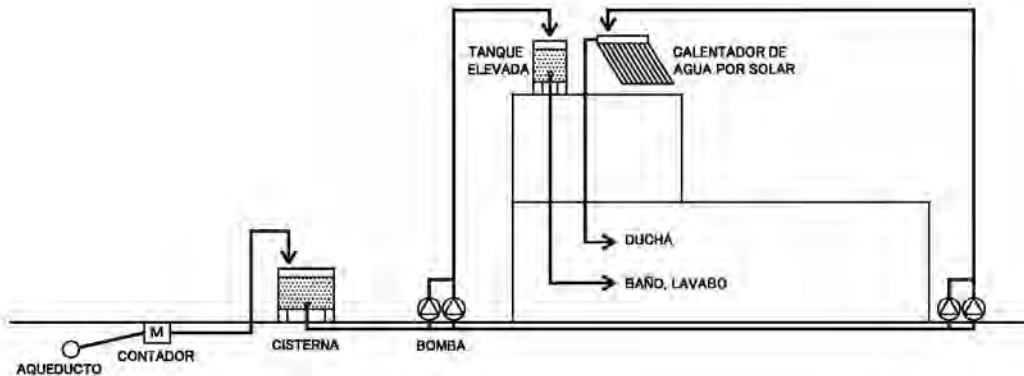 TANQUE
ELEVADA
CALENTADOR DE
AGUA POR SOLAR
DUCHA
BAÑO, LAVABO
M
CONTADOR
AQUEDUCTO
CISTERNA
BOMBA